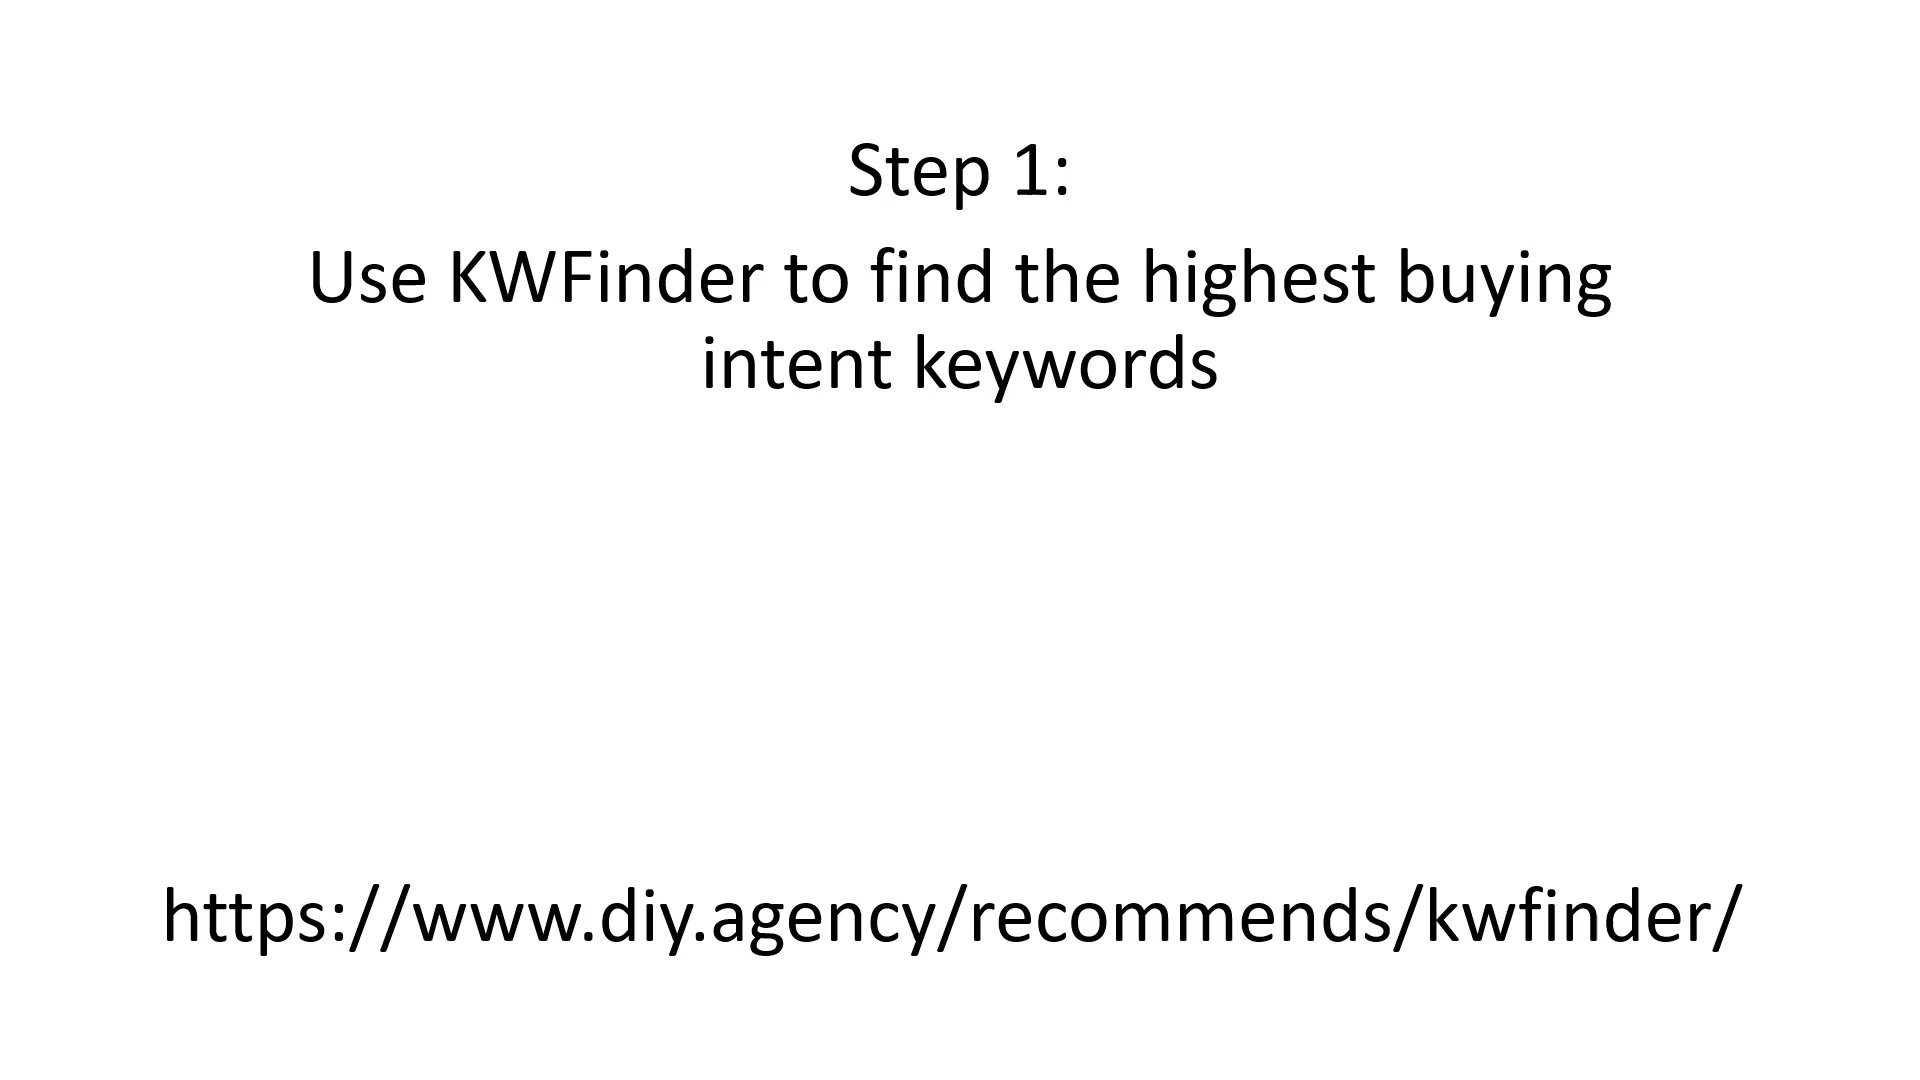 Step 1:
Use KWFinder to find the highest buying
intent keywords
https://www.diy.agency/recommends/kwfinder/